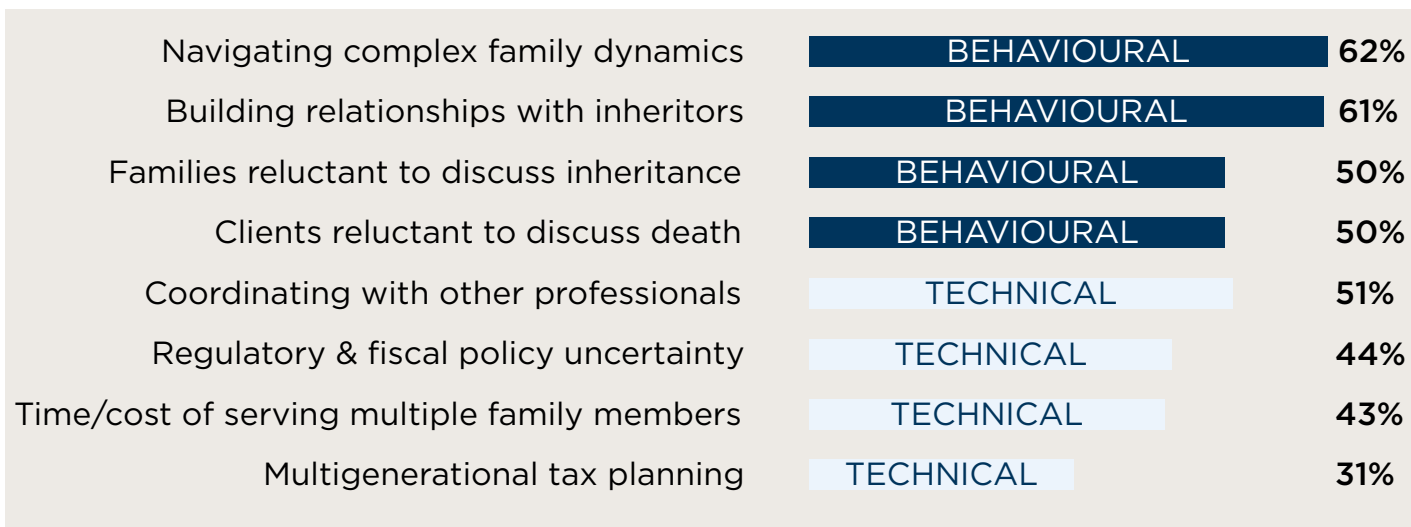 Navigating complex family dynamics BEHAVIOURAL 62%
Building relationships with inheritors BEHAVIOURAL 61%
Families reluctant to discuss inheritance BEHAVIOURAL 50%
Clients reluctant to discuss death BEHAVIOURAL 50%
Coordinating with other professionals TECHNICAL 51%
Regulatory & fiscal policy uncertainty TECHNICAL 44%
Time/cost of serving multiple family members TECHNICAL 43%
Multigenerational tax planning TECHNICAL 31%